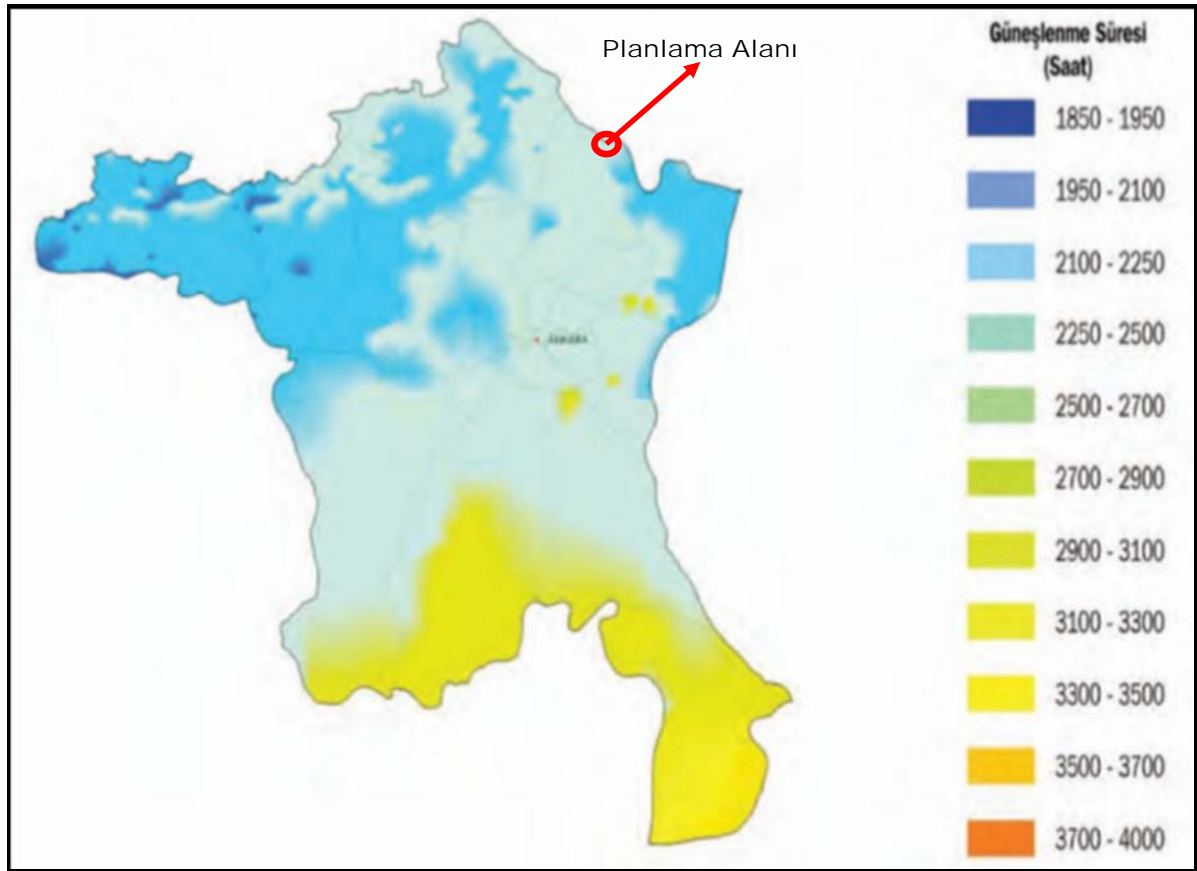 Planlama Alanı
Güneşlenme Süresi
(Saat)
1850 - 1950
1950 - 2100
2100 - 2250
2250 - 2500
2500 - 2700
2700 - 2900
2900 - 3100
3100 - 3300
3300 - 3500
3500 - 3700
3700 - 4000
ANKARA